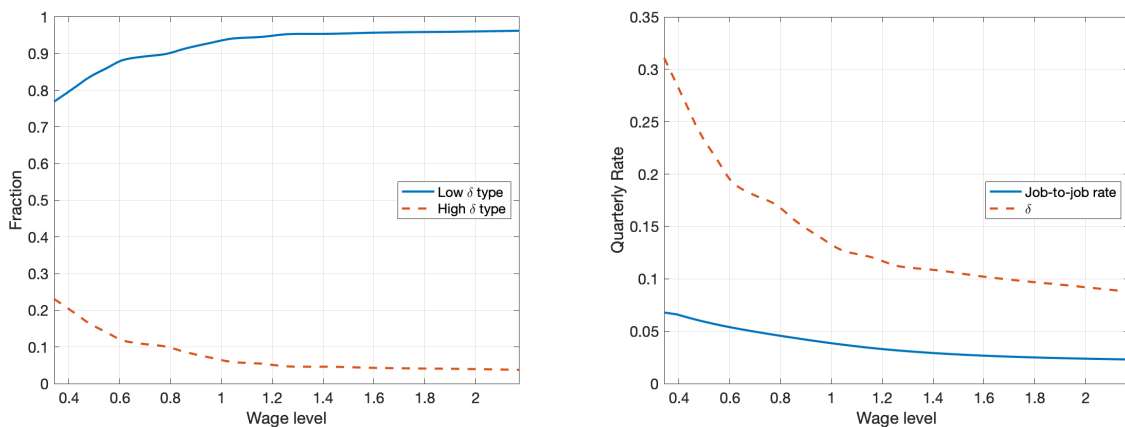 1
0.9
0.8
0.7
0.6
0.5
0.4
0.3
0.2
0.1
0
Fraction
Low δ type
High δ type
0.4 0.6 0.8 1 1.2 1.4 1.6 1.8 2
Wage level
0.35
0.3
0.25
0.2
0.15
0.1
0.05
0
Quarterly Rate
Job-to-job rate
δ
0.4 0.6 0.8 1 1.2 1.4 1.6 1.8 2
Wage level